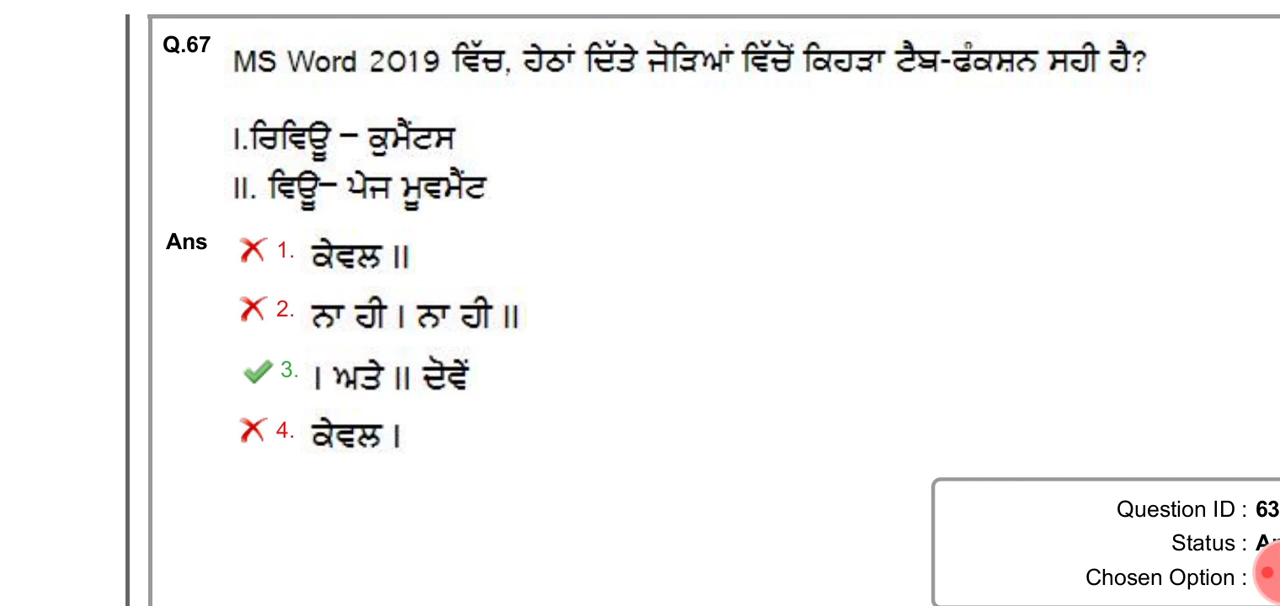 Q.67 MS Word 2019 ਵਿੱਚ, ਹੇਠਾਂ ਦਿੱਤੇ ਜੋੜਿਆਂ ਵਿੱਚੋਂ ਕਿਹੜਾ ਟੈਬ-ਫੰਕਸ਼ਨ ਸਹੀ ਹੈ?
I.ਰਿਵਿਊ – ਕੁਮੈਂਟਸ
II. ਵਿਊ– ਪੇਜ ਮੂਵਮੈਂਟ
Ans 1. ਕੇਵਲ II
2. ਨਾ ਹੀ I ਨਾ ਹੀ II
3. I ਅਤੇ II ਦੋਵੇਂ
4. ਕੇਵਲ I
Question ID : 63
Status :
Chosen Option :